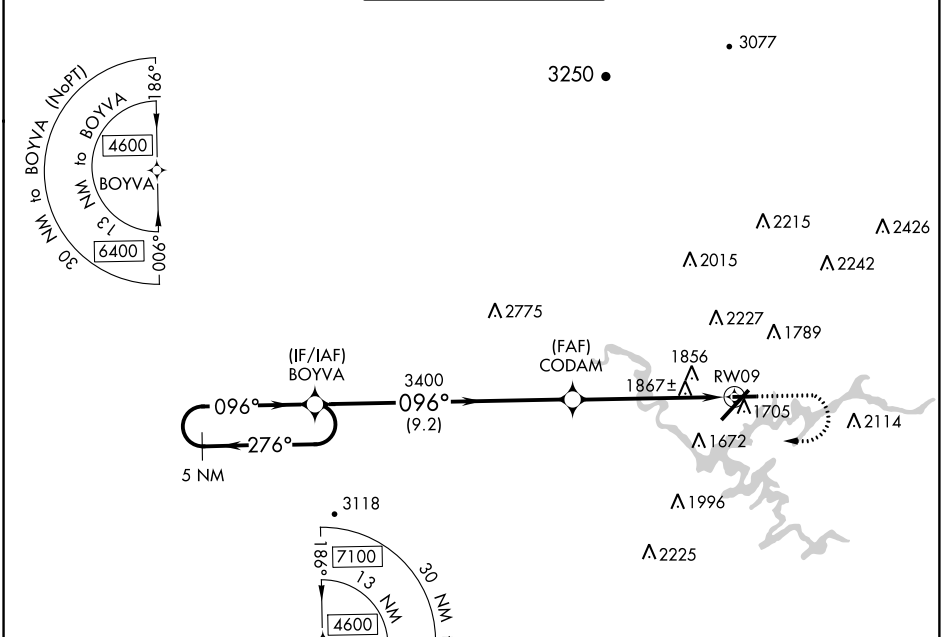 3077
3250
30 NM to BOYVA (NoPT)
186°
13 NM to BOYVA
4600
BOYVA
6400
006°
2215
2426
2015
2242
2775
2227
1789
(IF/IAF)
BOYVA
(FAF)
CODAM
1856
1867±
RW09
3400
096°
096°
(9.2)
1705
2114
276°
1672
5 NM
3118
1996
186°
7100
30 NM
2225
13 NM
4600